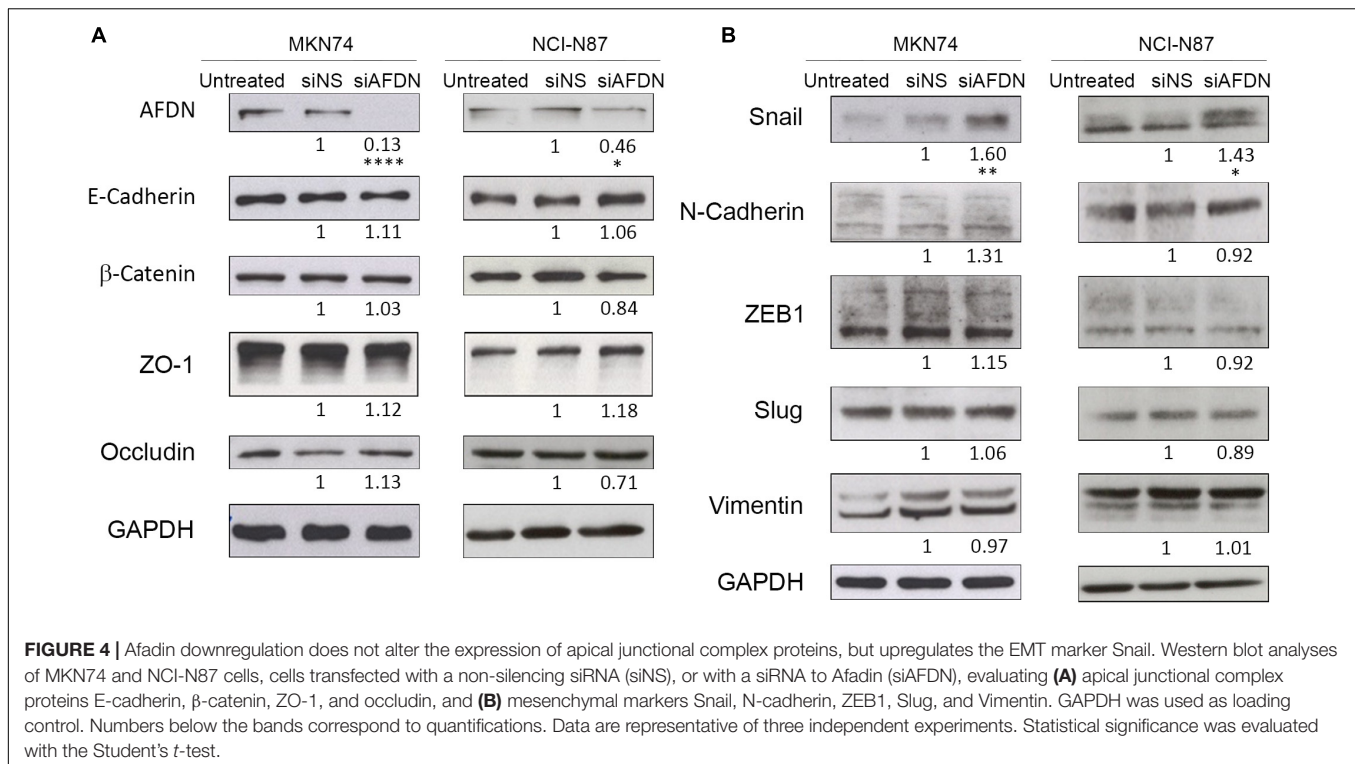 A
MKN74 NCI-N87
Untreated siNS siAFDN Untreated siNS siAFDN
AFDN
1 0.13 1 0.46
**** *
E-Cadherin
1 1.11 1 1.06
β-Catenin
1 1.03 1 0.84
ZO-1
1 1.12 1 1.18
Occludin
1 1.13 1 0.71
GAPDH
B
MKN74 NCI-N87
Untreated siNS siAFDN Untreated siNS siAFDN
Snail
1 1.60 1 1.43
** *
N-Cadherin
1 1.31 1 0.92
ZEB1
1 1.15 1 0.92
Slug
1 1.06 1 0.89
Vimentin
1 0.97 1 1.01
GAPDH
FIGURE 4 | Afadin downregulation does not alter the expression of apical junctional complex proteins, but upregulates the EMT marker Snail. Western blot analyses
of MKN74 and NCI-N87 cells, cells transfected with a non-silencing siRNA (siNS), or with a siRNA to Afadin (siAFDN), evaluating (A) apical junctional complex
proteins E-cadherin, β-catenin, ZO-1, and occludin, and (B) mesenchymal markers Snail, N-cadherin, ZEB1, Slug, and Vimentin. GAPDH was used as loading
control. Numbers below the bands correspond to quantifications. Data are representative of three independent experiments. Statistical significance was evaluated
with the Student's t-test.